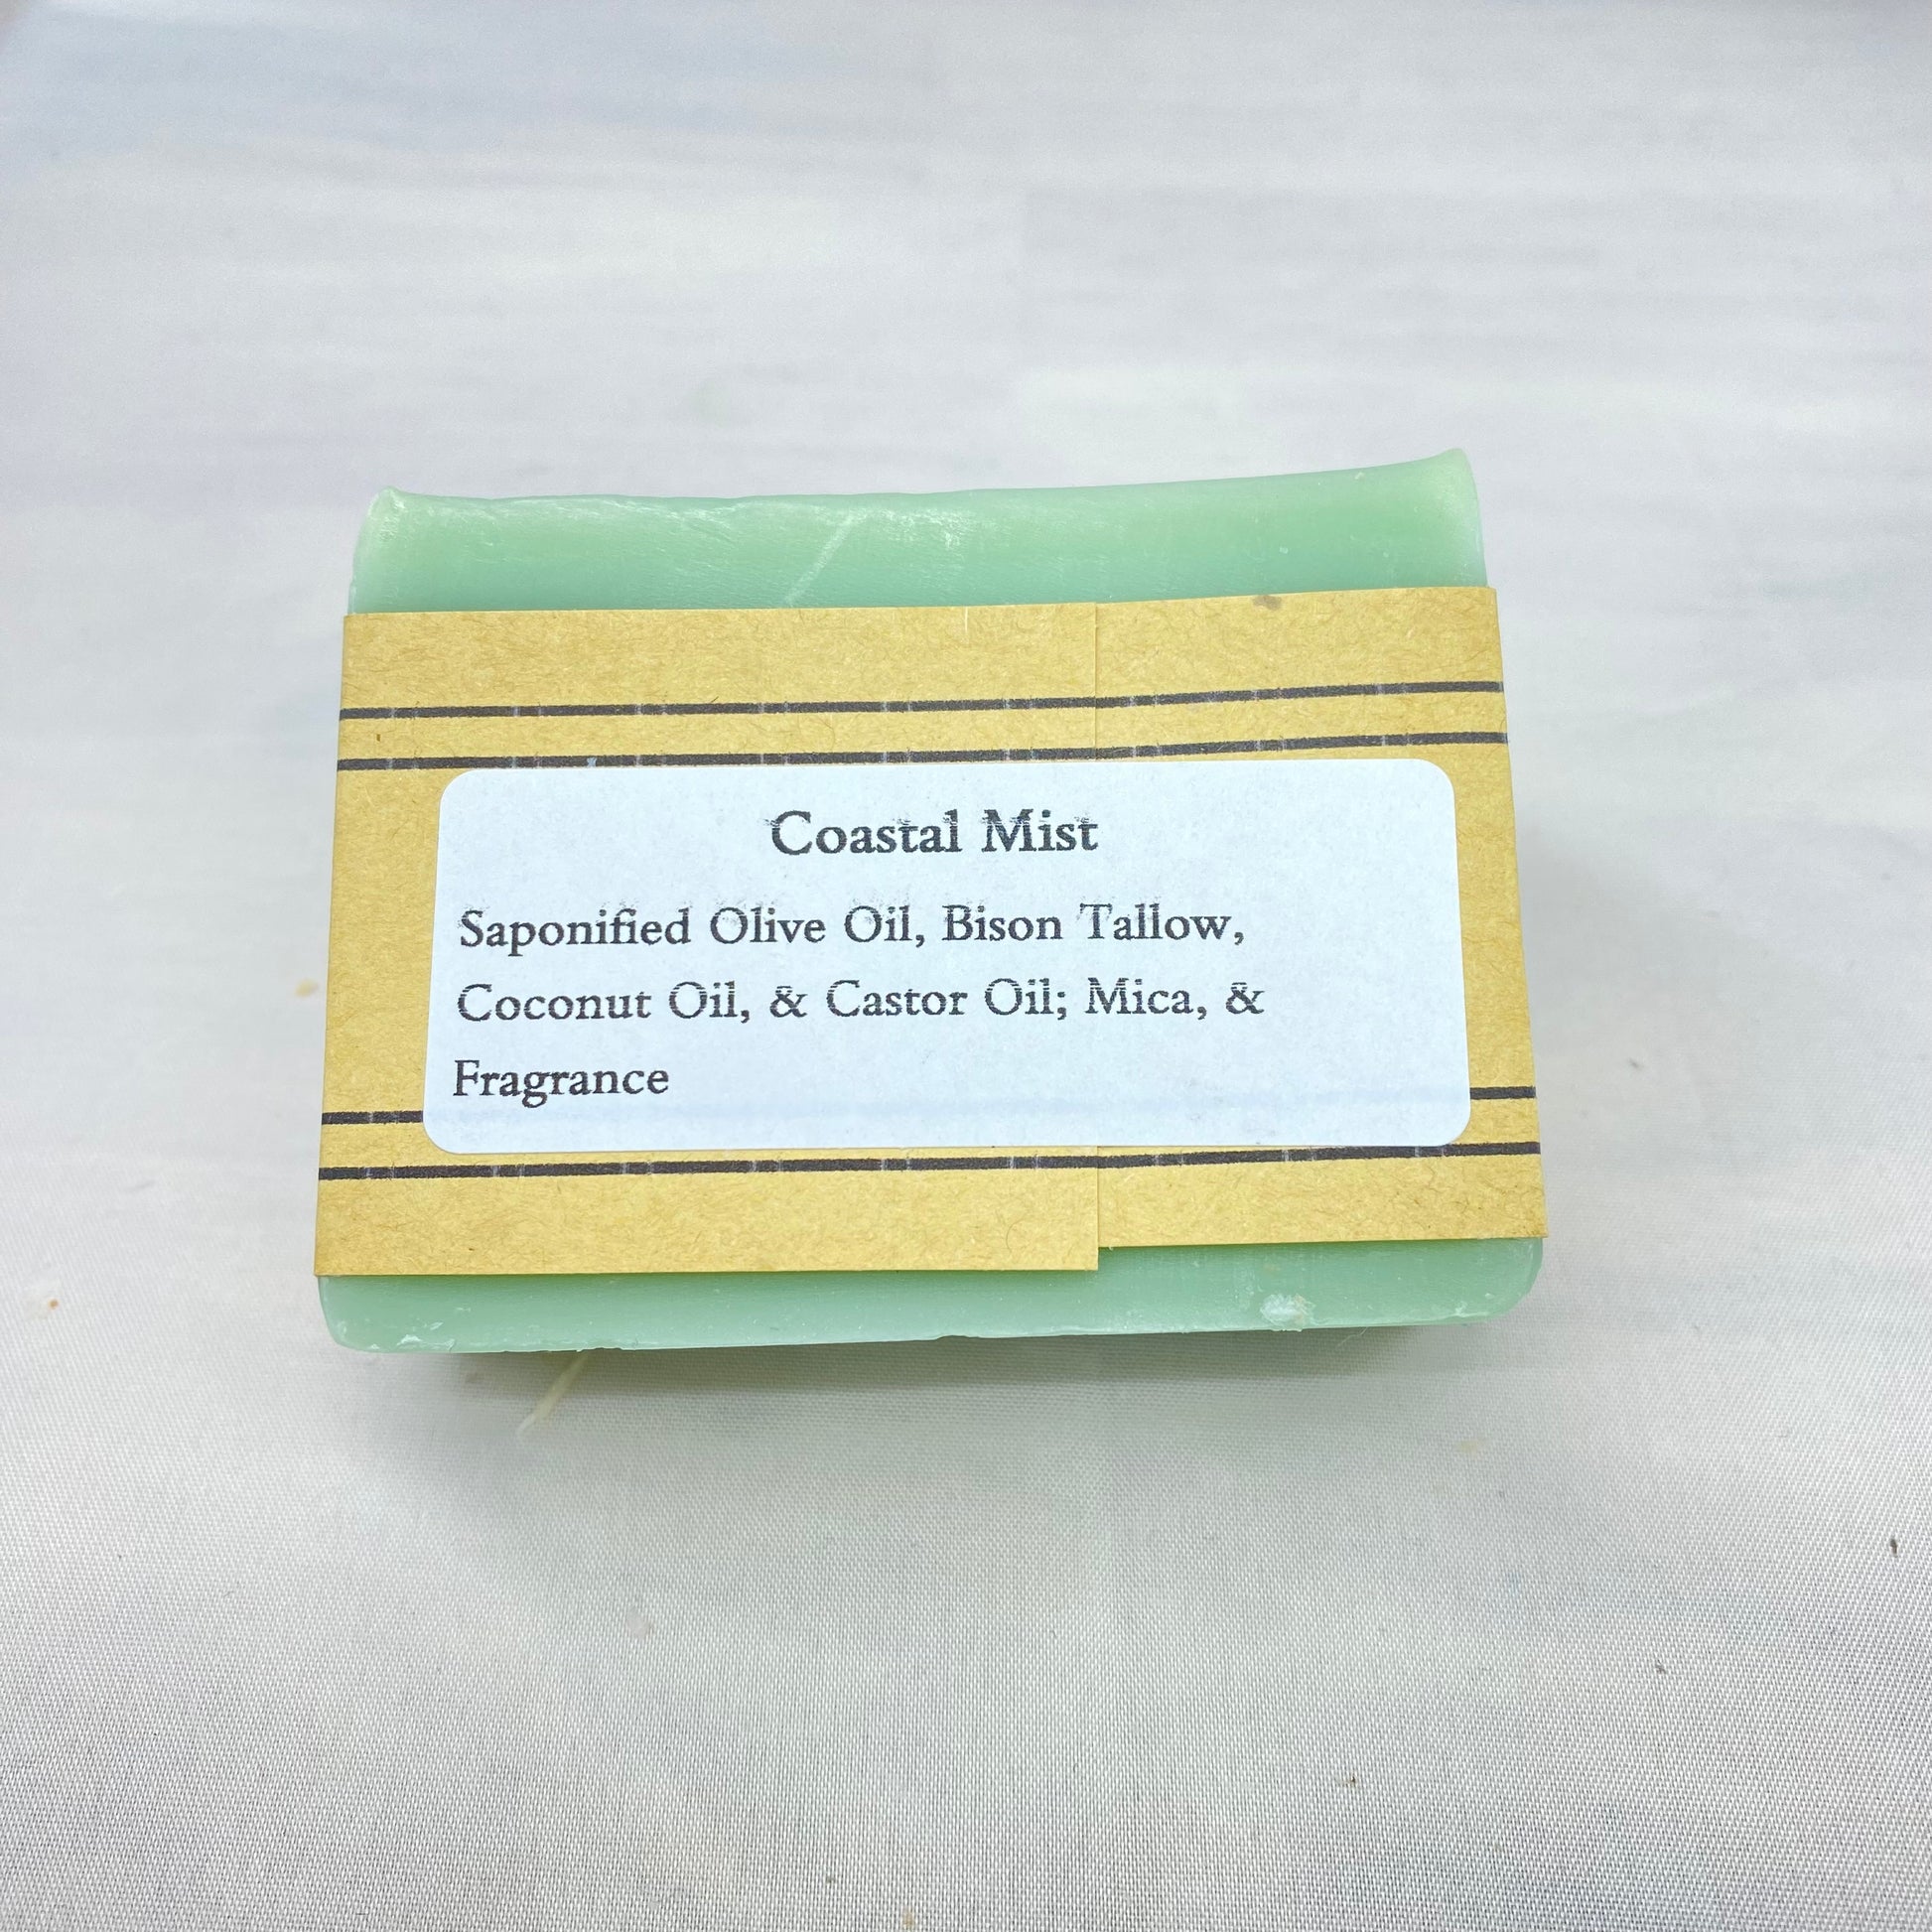 Coastal Mist
Saponified Olive Oil, Bison Tallow,
Coconut Oil, & Castor Oil; Mica, &
Fragrance